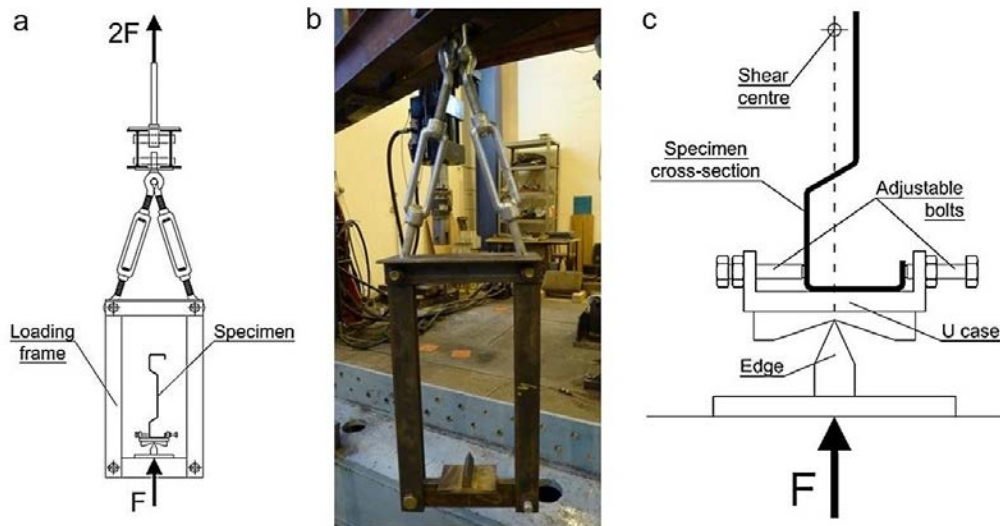 a
2F
Loading
frame
Specimen
F
b
c
Shear
centre
Specimen
cross-section
Adjustable
bolts
U case
Edge
F